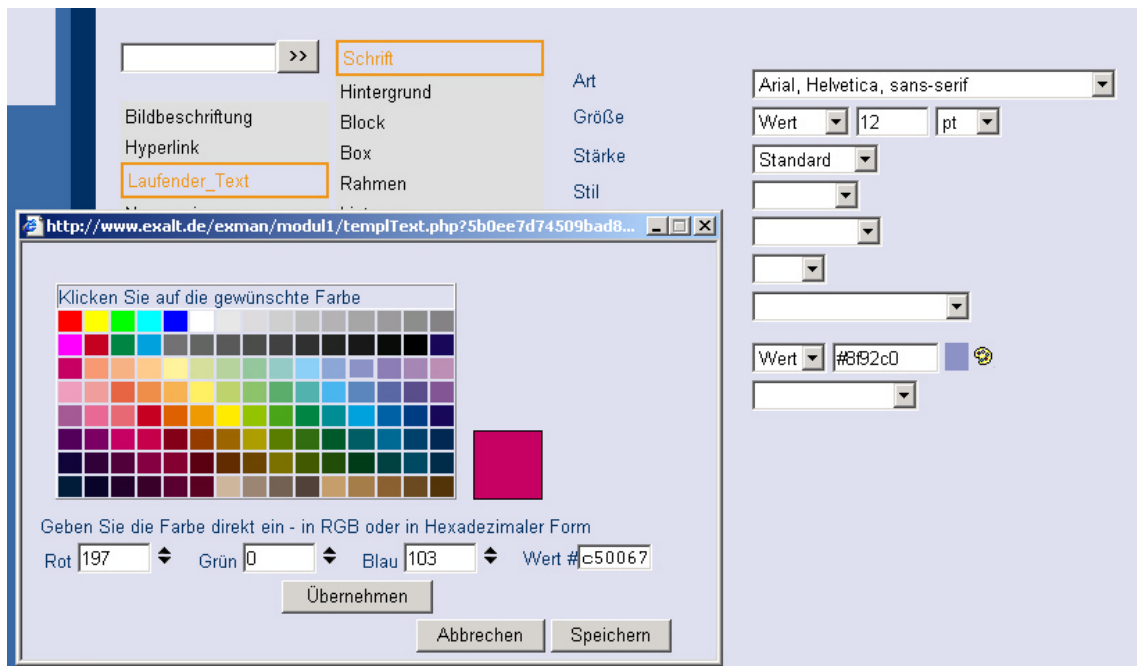 >>
Schrift
Hintergrund
Block
Box
Rahmen
Bildbeschriftung
Hyperlink
Laufender_Text
Art
Größe
Stärke
Stil
Arial, Helvetica, sans-serif
Wert 12 pt
Standard
Wert #8f92c0
http://www.exalt.de/exman/modul1/templText.php?5b0ee7d74509bad8...
Klicken Sie auf die gewünschte Farbe
Geben Sie die Farbe direkt ein - in RGB oder in Hexadezimaler Form
Rot 197 Grün 0 Blau 103 Wert #c50067
Übernehmen
Abbrechen Speichern